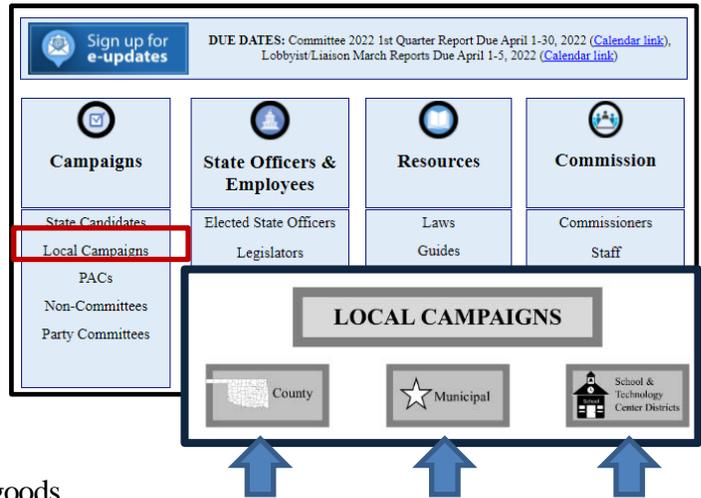 Sign up for
e-updates
DUE DATES: Committee 2022 1st Quarter Report Due April 1-30, 2022 (Calendar link),
Lobbyist/Liaison March Reports Due April 1-5, 2022 (Calendar link)
Campaigns
State Candidates
Local Campaigns
PACs
Non-Committees
Party Committees
State Officers &
Employees
Elected State Officers
Legislators
Resources
Laws
Guides
Commission
Commissioners
Staff
LOCAL CAMPAIGNS
County
Municipal
School
School &
Technology
Center Districts
goods